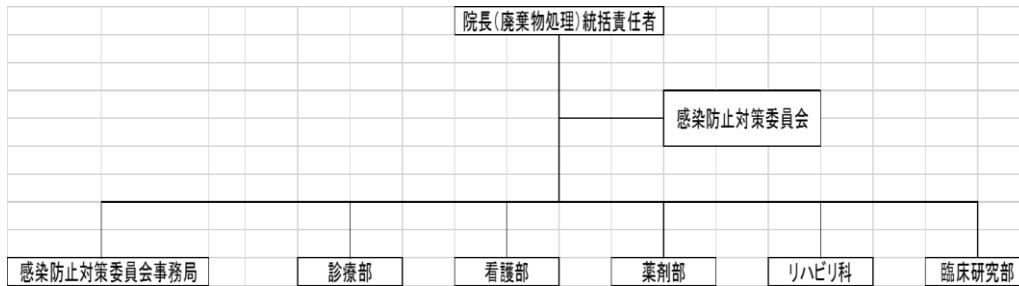 院長（廃棄物処理）統括責任者
感染防止対策委員会
感染防止対策委員会事務局
診療部
看護部
薬剤部
リハビリ科
臨床研究部